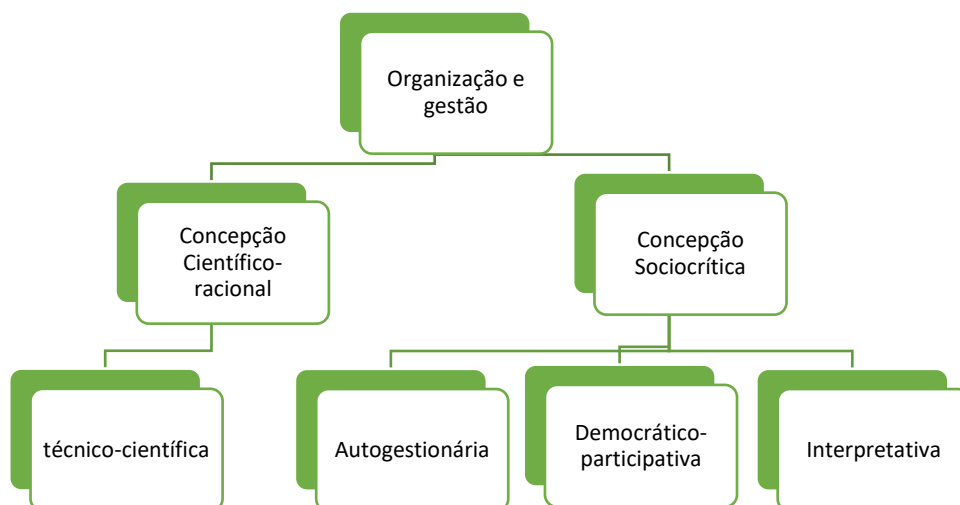 Organização e
gestão
Concepção
Científico-
racional
Concepção
Sociocrítica
técnico-científica
Autogestionária
Democrático-
participativa
Interpretativa